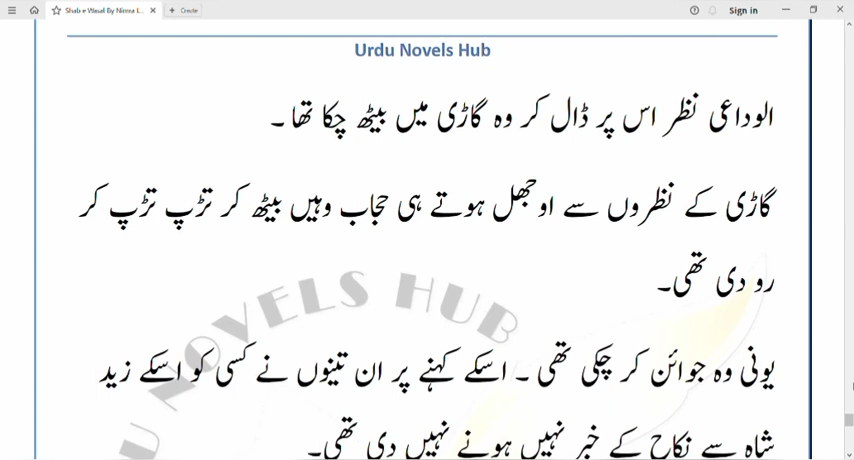 Shab e Wasal By Nimra I...
Create
Sign in
Urdu Novels Hub
الوداعی نظر اس پر ڈال کر وہ گاڑی میں بیٹھ چکا تھا ۔
گاڑی کے نظروں سے اوجھل ہوتے ہی حجاب وہیں بیٹھ کر تڑپ تڑپ کر
رو دی تھی۔
یونی وہ جوائن کر چکی تھی ۔ اسکے کہنے پر ان تینوں نے کسی کو اسکے زید
شاہ سے نکاح کے خبر نہیں ہونے نہیں دی تھی۔
U NOVELS HUB